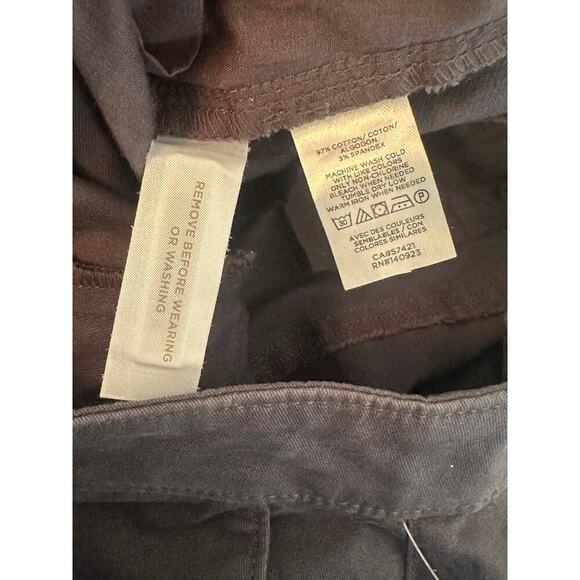 REMOVE BEFORE WEARING
OR WASHING
97% COTTON/ COTON/
ALGODON
3% SPANDEX
MACHINE WASH COLD
WITH LIKE COLORS
ONLY NON-CHLORINE
BLEACH WHEN NEEDED
TUMBLE DRY LOW
WARM IRON WHEN NEEDED
30 P
AVEC DES COULEURS
SEMBLABLES / CON
COLORES SIMILARES
CA#57421
RN#140923